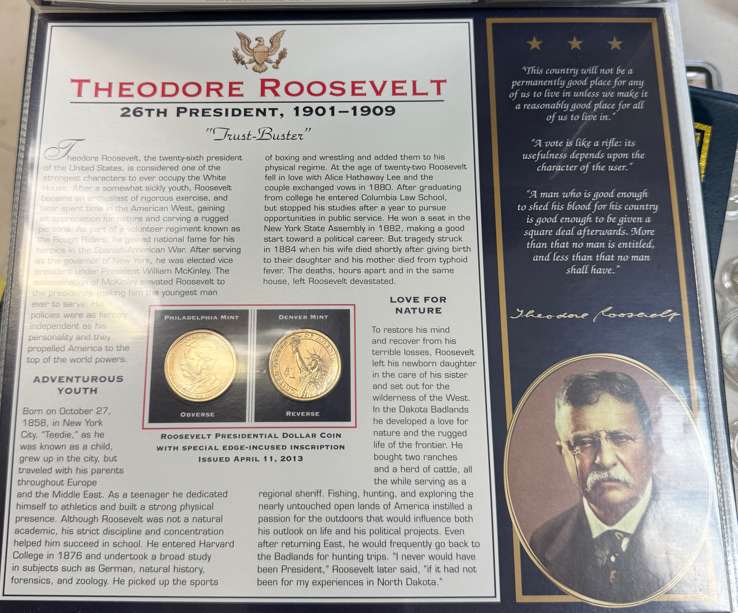 THEODORE ROOSEVELT
26TH PRESIDENT, 1901–1909
"Trust-Buster"
Theodore Roosevelt, the twenty-sixth president
of the United States, is considered one of the
strongest characters to ever occupy the White
House. After a somewhat sickly youth, Roosevelt
became an enthusiast of rigorous exercise, and
later spent time in the American West, gaining
an appreciation for nature and carving a rugged
persona. As part of a volunteer regiment known as
the Rough Riders, he gained national fame for his
heroics in the Spanish-American War. After serving
as the governor of New York, he was elected vice
president under President William McKinley. The
assassination of McKinley elevated Roosevelt to
the presidency, making him the youngest man
ever to serve. His
policies were as fiercely
independent as his
personality and they
propelled America to the
top of the world powers.
ADVENTUROUS
YOUTH
Born on October 27,
1858, in New York
City, "Teedie," as he
was known as a child,
grew up in the city, but
traveled with his parents
throughout Europe
and the Middle East. As a teenager he dedicated
himself to athletics and built a strong physical
presence. Although Roosevelt was not a natural
academic, his strict discipline and concentration
helped him succeed in school. He entered Harvard
College in 1876 and undertook a broad study
in subjects such as German, natural history,
forensics, and zoology. He picked up the sports
of boxing and wrestling and added them to his
physical regime. At the age of twenty-two Roosevelt
fell in love with Alice Hathaway Lee and the
couple exchanged vows in 1880. After graduating
from college he entered Columbia Law School,
but stopped his studies after a year to pursue
opportunities in public service. He won a seat in the
New York State Assembly in 1882, making a good
start toward a political career. But tragedy struck
in 1884 when his wife died shortly after giving birth
to their daughter and his mother died from typhoid
fever. The deaths, hours apart and in the same
house, left Roosevelt devastated.
LOVE FOR
NATURE
To restore his mind
and recover from his
terrible losses, Roosevelt
left his newborn daughter
in the care of his sister
and set out for the
wilderness of the West.
In the Dakota Badlands
he developed a love for
nature and the rugged
life of the frontier. He
bought two ranches
and a herd of cattle, all
the while serving as a
regional sheriff. Fishing, hunting, and exploring the
nearly untouched open lands of America instilled a
passion for the outdoors that would influence both
his outlook on life and his political projects. Even
after returning East, he would frequently go back to
the Badlands for hunting trips. "I never would have
been President," Roosevelt later said, "if it had not
been for my experiences in North Dakota."
PHILADELPHIA MINT
DENVER MINT
OBVERSE
REVERSE
ROOSEVELT PRESIDENTIAL DOLLAR COIN
WITH SPECIAL EDGE-INCUSED INSCRIPTION
ISSUED APRIL 11, 2013
"This country will not be a
permanently good place for any
of us to live in unless we make it
a reasonably good place for all
of us to live in."
"A vote is like a rifle: its
usefulness depends upon the
character of the user."
"A man who is good enough
to shed his blood for his country
is good enough to be given a
square deal afterwards. More
than that no man is entitled,
and less than that no man
shall have."
Theodore Roosevelt